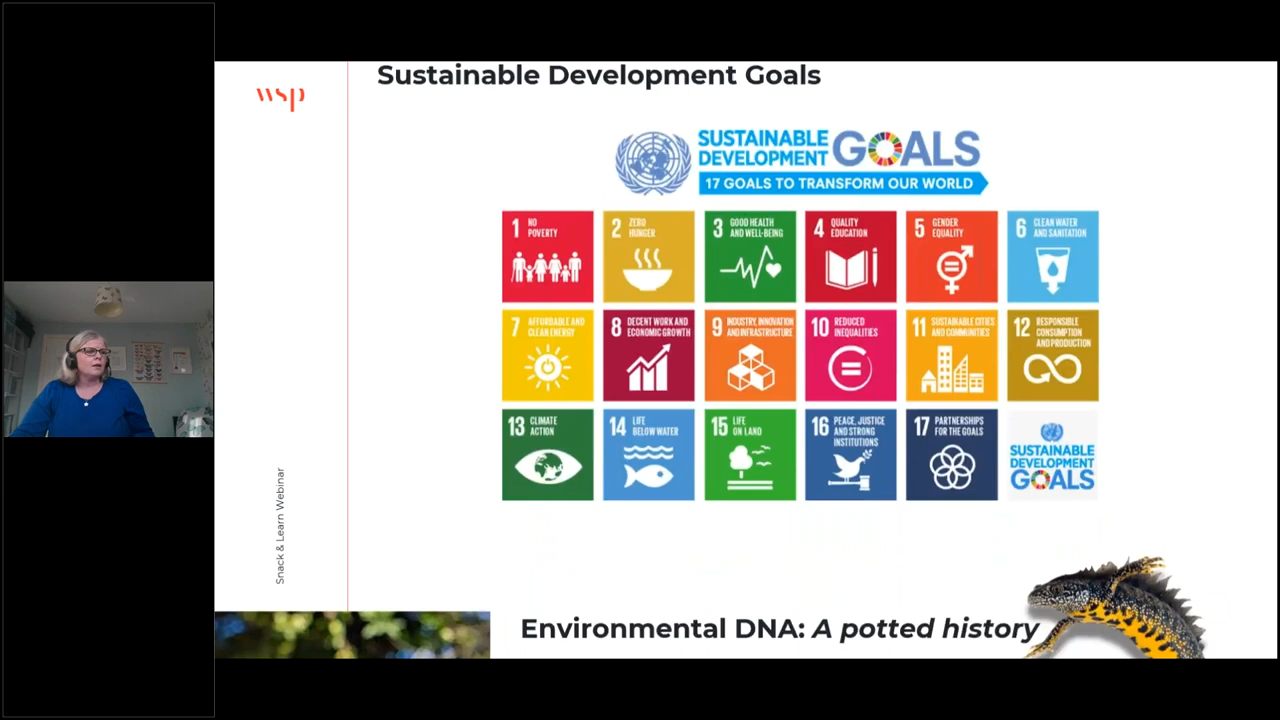 Sustainable Development Goals
wsp
SUSTAINABLE
DEVELOPMENT
GOALS
17 GOALS TO TRANSFORM OUR WORLD
1 NO
POVERTY
2 ZERO
HUNGER
3 GOOD HEALTH
AND WELL-BEING
4 QUALITY
EDUCATION
5 GENDER
EQUALITY
6 CLEAN WATER
AND SANITATION
7 AFFORDABLE AND
CLEAN ENERGY
8 DECENT WORK AND
ECONOMIC GROWTH
9 INDUSTRY, INNOVATION
AND INFRASTRUCTURE
10 REDUCED
INEQUALITIES
11 SUSTAINABLE CITIES
AND COMMUNITIES
12 RESPONSIBLE
CONSUMPTION
AND PRODUCTION
13 CLIMATE
ACTION
14 LIFE
BELOW WATER
15 LIFE
ON LAND
16 PEACE, JUSTICE
AND STRONG
INSTITUTIONS
17 PARTNERSHIPS
FOR THE GOALS
SUSTAINABLE
DEVELOPMENT
GOALS
Snack & Learn Webinar
Environmental DNA: A potted history